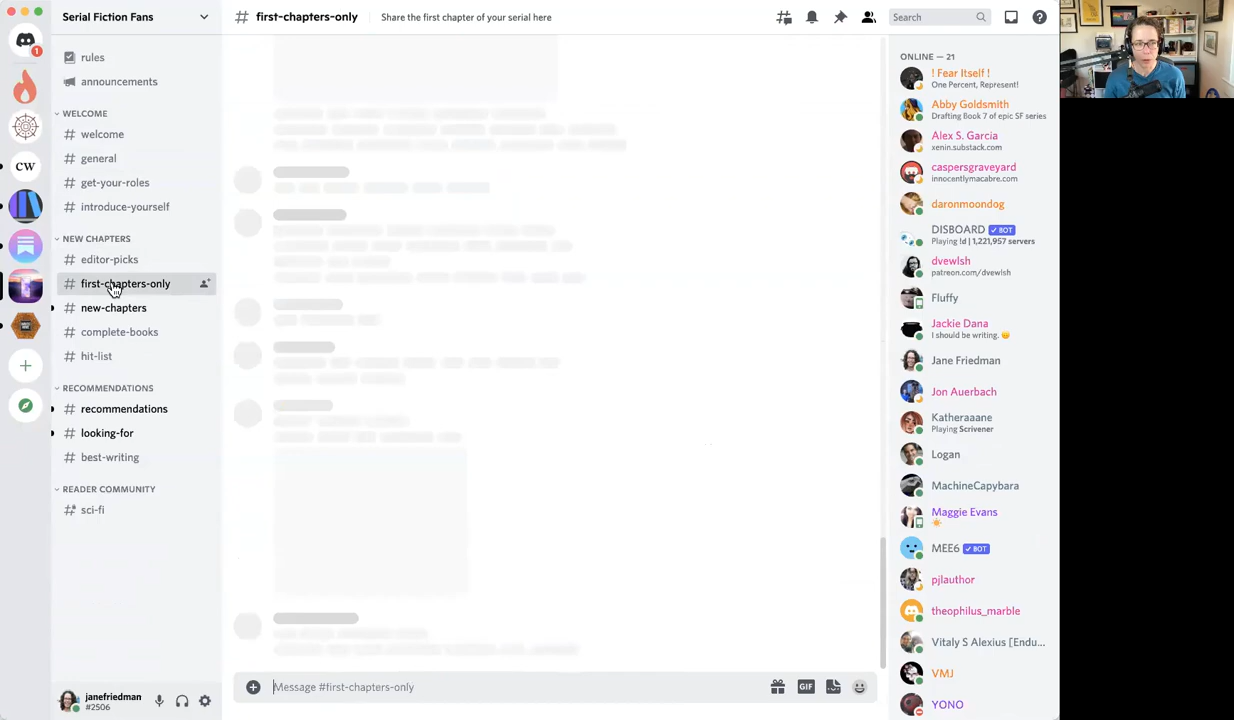 Serial Fiction Fans
first-chapters-only
Share the first chapter of your serial here
Search
1
rules
announcements
WELCOME
welcome
general
get-your-roles
introduce-yourself
NEW CHAPTERS
editor-picks
first-chapters-only
new-chapters
complete-books
hit-list
RECOMMENDATIONS
recommendations
looking-for
best-writing
READER COMMUNITY
sci-fi
CW
janefriedman
#2506
Message #first-chapters-only
GIF
ONLINE — 21
! Fear Itself !
One Percent, Represent!
Abby Goldsmith
Drafting Book 7 of epic SF series
Alex S. Garcia
xenin.substack.com
caspersgraveyard
innocentlymacabre.com
daronmoondog
DISBOARD ✓ BOT
Playing !d | 1,221,957 servers
dvewlsh
patreon.com/dvewlsh
Fluffy
Jackie Dana
I should be writing. 😊
Jane Friedman
Jon Auerbach
Katheraaane
Playing Scrivener
Logan
MachineCapybara
Maggie Evans
MEE6 ✓ BOT
pjlauthor
theophilus_marble
Vitaly S Alexius [Endu...
VMJ
YONO